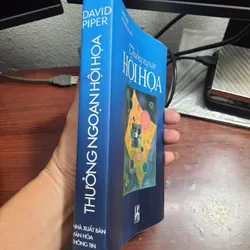 DAVID
PIPER
THƯỞNG NGOẠN HỘI HỌA
NHÀ XUẤT BẢN
VĂN HÓA
THÔNG TIN
Thưởng ngoạn
HỘI HỌA